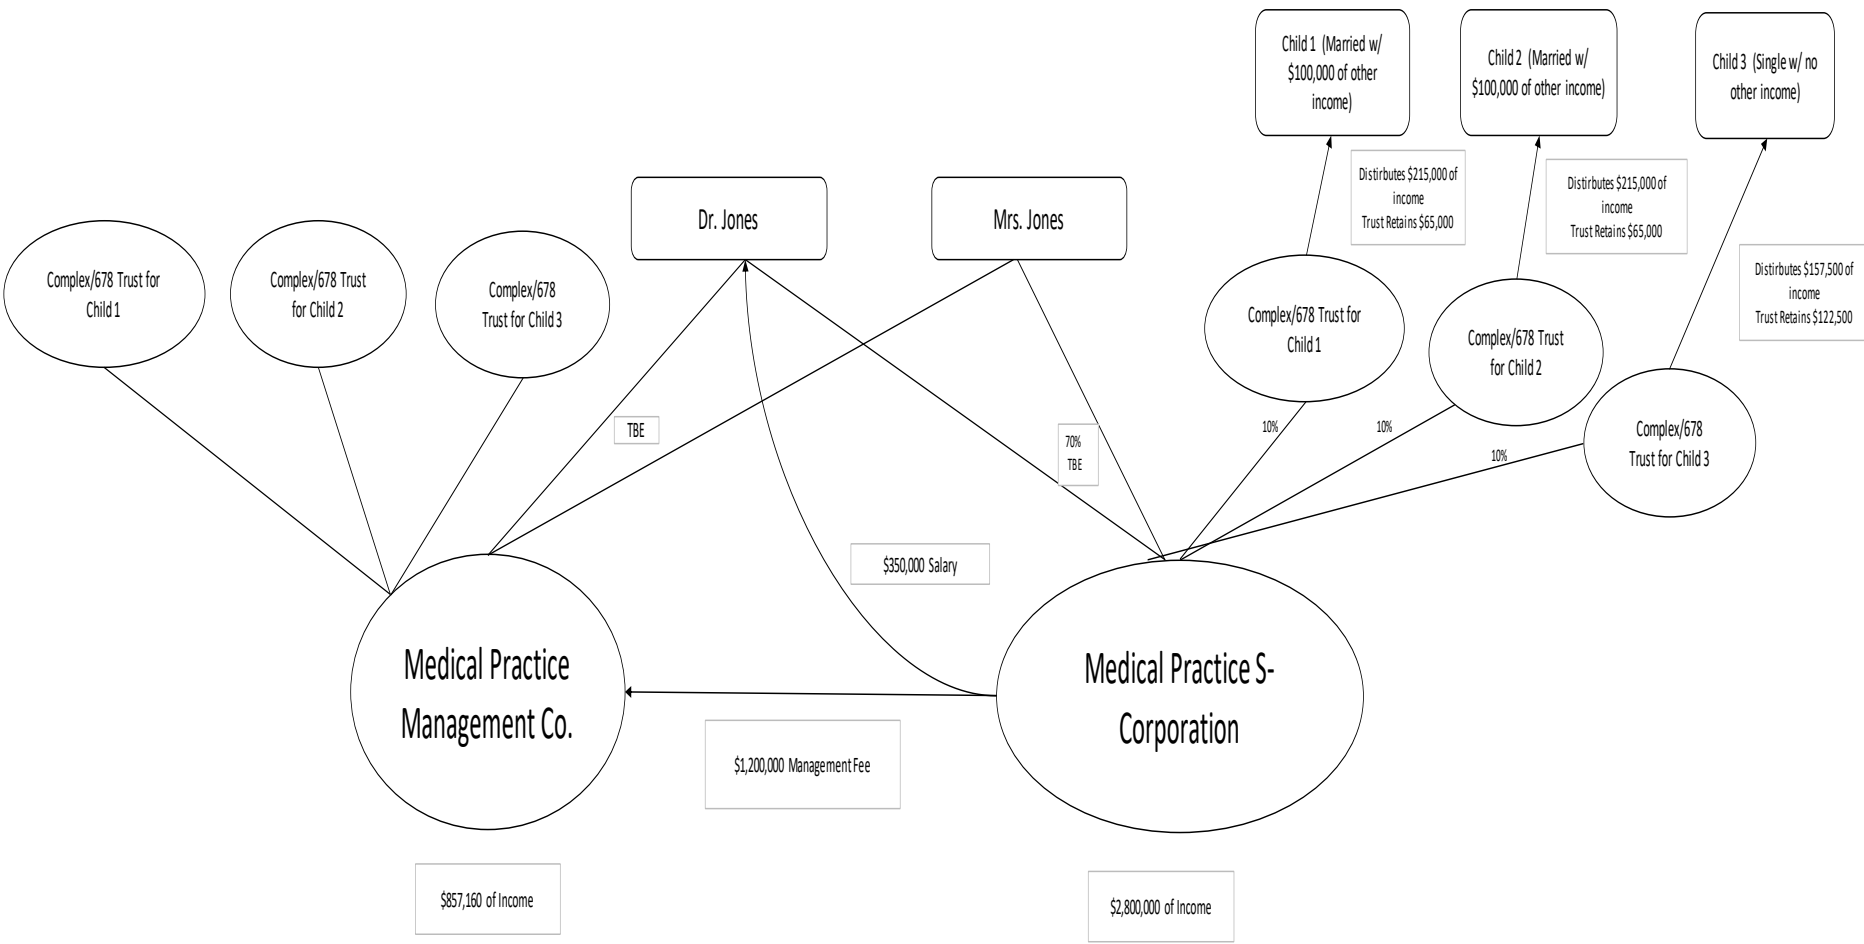 Child 1 (Married w/
$100,000 of other
income)
Child 2 (Married w/
$100,000 of other income)
Child 3 (Single w/ no
other income)
Distirbutes $215,000 of
income
Trust Retains $65,000
Distirbutes $215,000 of
income
Trust Retains $65,000
Distirbutes $157,500 of
income
Trust Retains $122,500
Dr. Jones
Mrs. Jones
Complex/678 Trust for
Child 1
Complex/678 Trust
for Child 2
Complex/678
Trust for Child 3
Complex/678 Trust for
Child 1
Complex/678 Trust
for Child 2
Complex/678
Trust for Child 3
TBE
70%
TBE
10%
10%
10%
$350,000 Salary
Medical Practice
Management Co.
Medical Practice S-
Corporation
$1,200,000 Management Fee
$857,160 of Income
$2,800,000 of Income